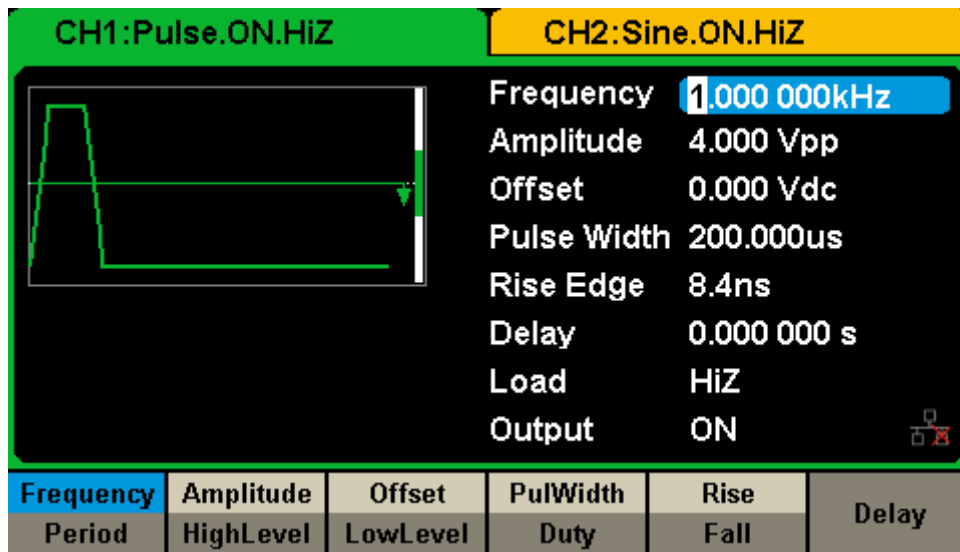 CH1:Pulse.ON.HiZ
CH2:Sine.ON.HiZ
Frequency 1.000 000kHz
Amplitude 4.000 Vpp
Offset 0.000 Vdc
Pulse Width 200.000us
Rise Edge 8.4ns
Delay 0.000 000 s
Load HiZ
Output ON
Frequency Amplitude Offset PulWidth Rise Delay
Period HighLevel LowLevel Duty Fall